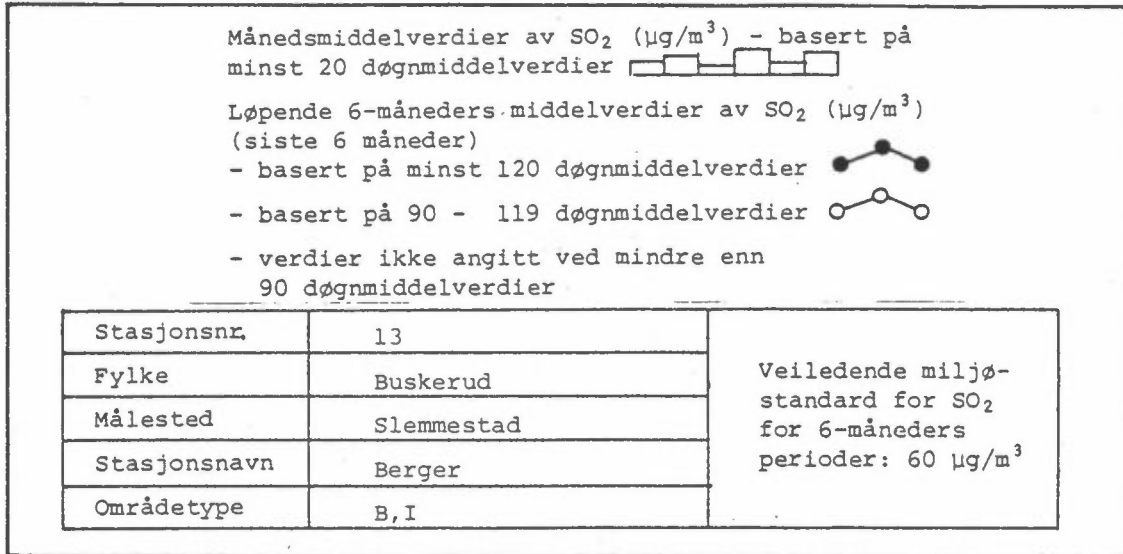 Månedsmiddelverdier av SO₂ (µg/m³) - basert på
minst 20 døgnmiddelverdier
Løpende 6-måneders middelverdier av SO₂ (µg/m³)
(siste 6 måneder)
- basert på minst 120 døgnmiddelverdier
- basert på 90 - 119 døgnmiddelverdier
- verdier ikke angitt ved mindre enn
90 døgnmiddelverdier
Stasjonsnr. 13
Fylke Buskerud
Målested Slemmestad
Stasjonsnavn Berger
Områdetype B,I
Veiledende miljø-
standard for SO₂
for 6-måneders
perioder: 60 µg/m³